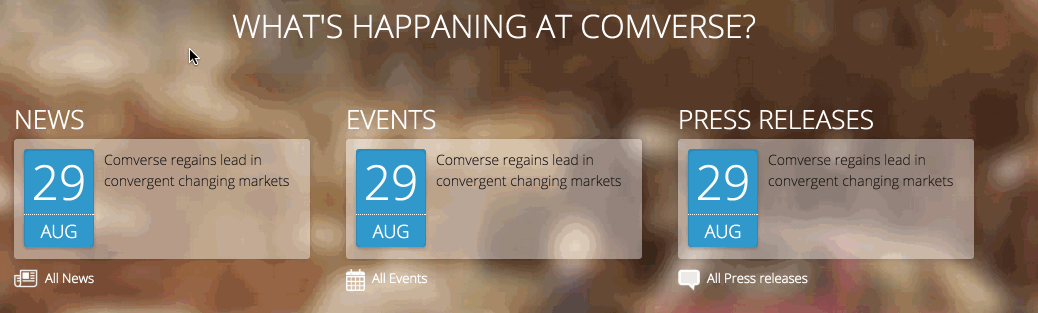 WHAT'S HAPPANING AT COMVERSE?
NEWS
29
AUG
Comverse regains lead in
convergent changing markets
All News
EVENTS
29
AUG
Comverse regains lead in
convergent changing markets
All Events
PRESS RELEASES
29
AUG
Comverse regains lead in
convergent changing markets
All Press releases